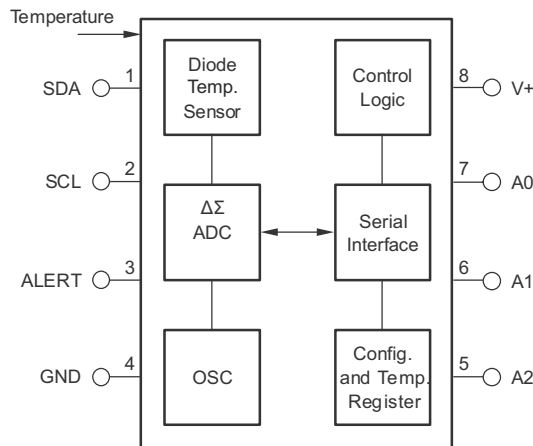 Temperature
SDA
1
SCL
2
ALERT
3
GND
4
Diode
Temp.
Sensor
ΔΣ
ADC
OSC
Control
Logic
Serial
Interface
Config.
and Temp.
Register
8
V+
7
A0
6
A1
5
A2